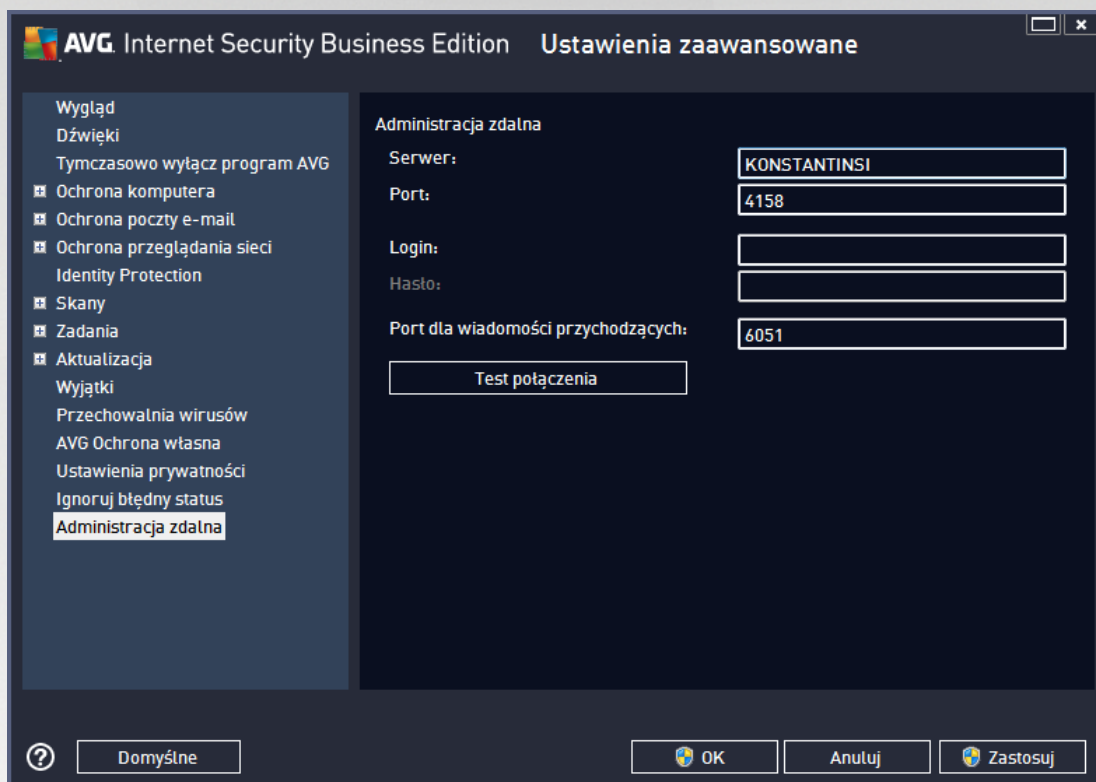 AVG. Internet Security Business Edition Ustawienia zaawansowane
Wygląd
Dźwięki
Tymczasowo wyłącz program AVG
Ochrona komputera
Ochrona poczty e-mail
Ochrona przeglądania sieci
Identity Protection
Skany
Zadania
Aktualizacja
Wyjątki
Przechowalnia wirusów
AVG Ochrona własna
Ustawienia prywatności
Ignoruj błędny status
Administracja zdalna
Administracja zdalna
Serwer: KONSTANTINSI
Port: 4158
Login:
Hasło:
Port dla wiadomości przychodzących: 6051
Test połączenia
Domyślne
OK
Anuluj
Zastosuj